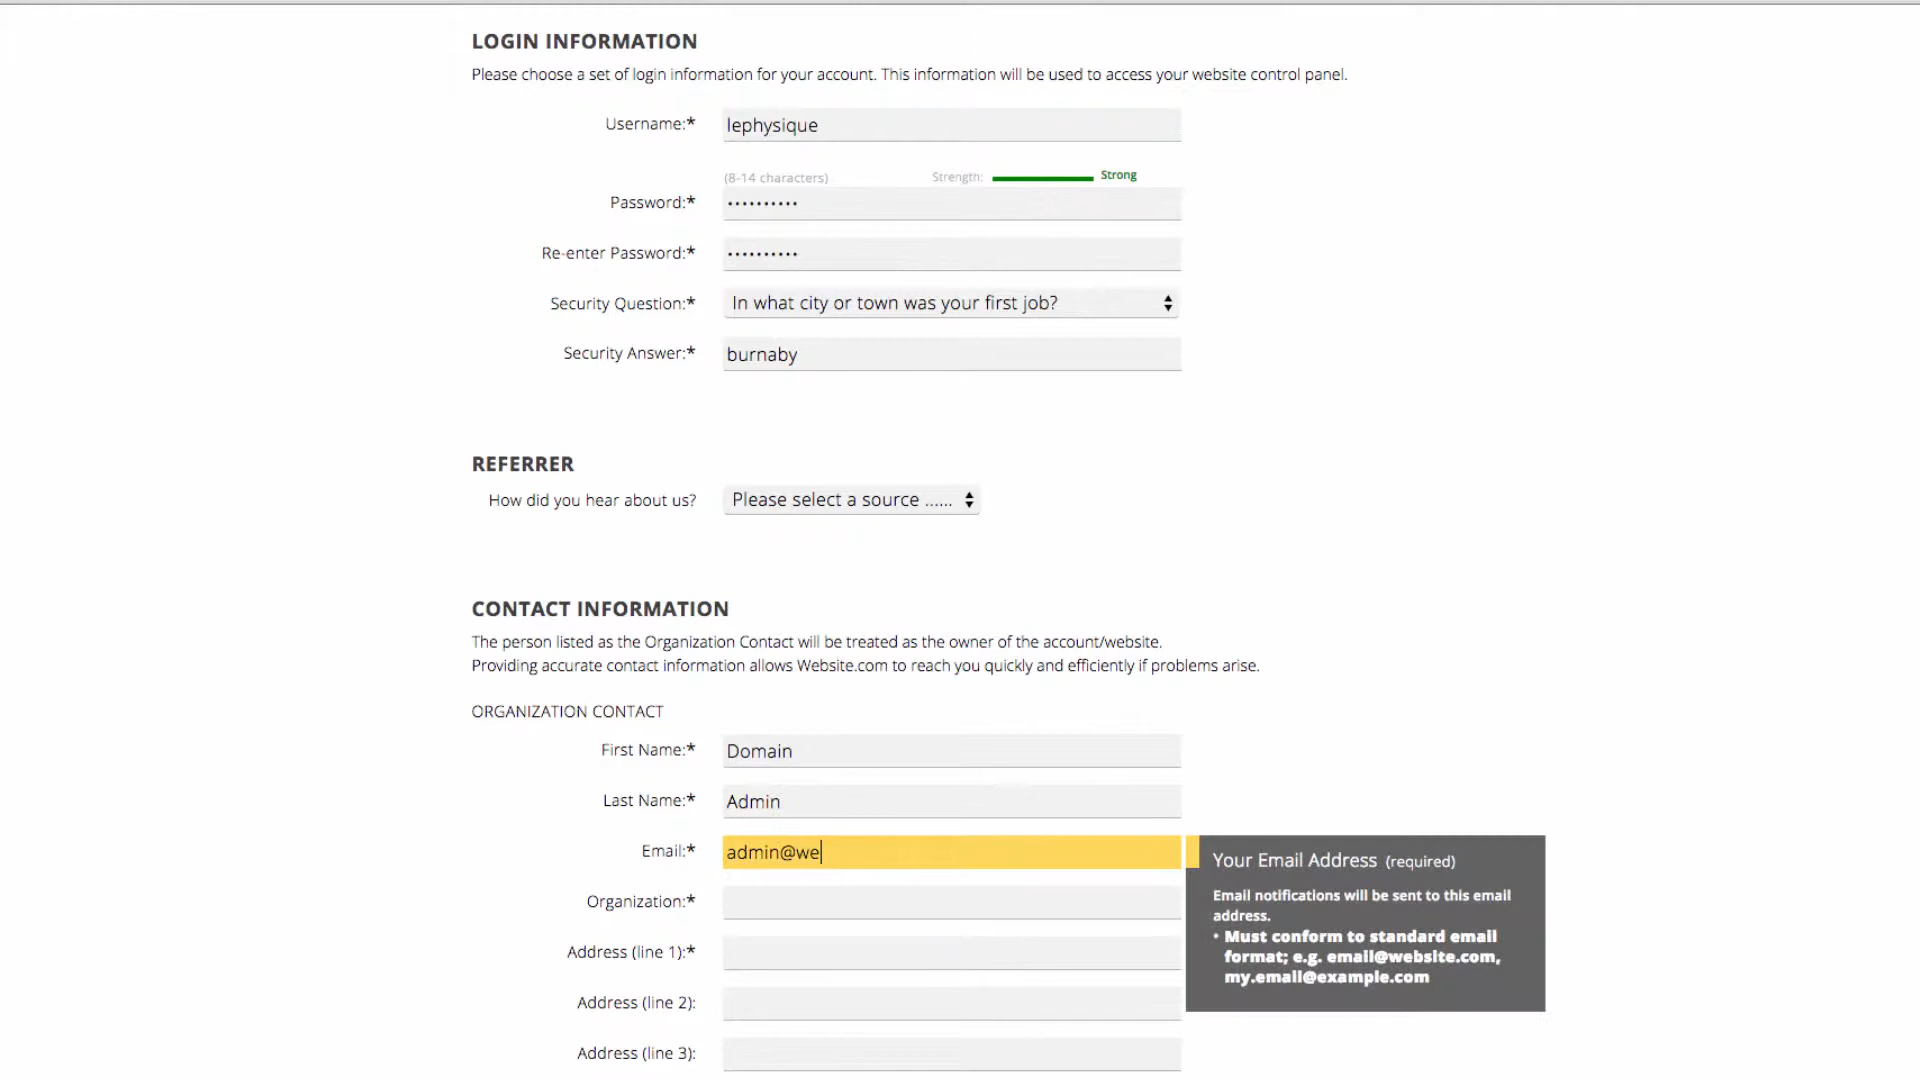 LOGIN INFORMATION
Please choose a set of login information for your account. This information will be used to access your website control panel.
Username:* lephysique
(8-14 characters) Strength: Strong
Password:* ••••••••••
Re-enter Password:* ••••••••••
Security Question:* In what city or town was your first job?
Security Answer:* burnaby
REFERRER
How did you hear about us? Please select a source ......
CONTACT INFORMATION
The person listed as the Organization Contact will be treated as the owner of the account/website.
Providing accurate contact information allows Website.com to reach you quickly and efficiently if problems arise.
ORGANIZATION CONTACT
First Name:* Domain
Last Name:* Admin
Email:* admin@we
Your Email Address (required)
Email notifications will be sent to this email
address.
• Must conform to standard email
format; e.g. email@website.com,
my.email@example.com
Organization:*
Address (line 1):*
Address (line 2):
Address (line 3):